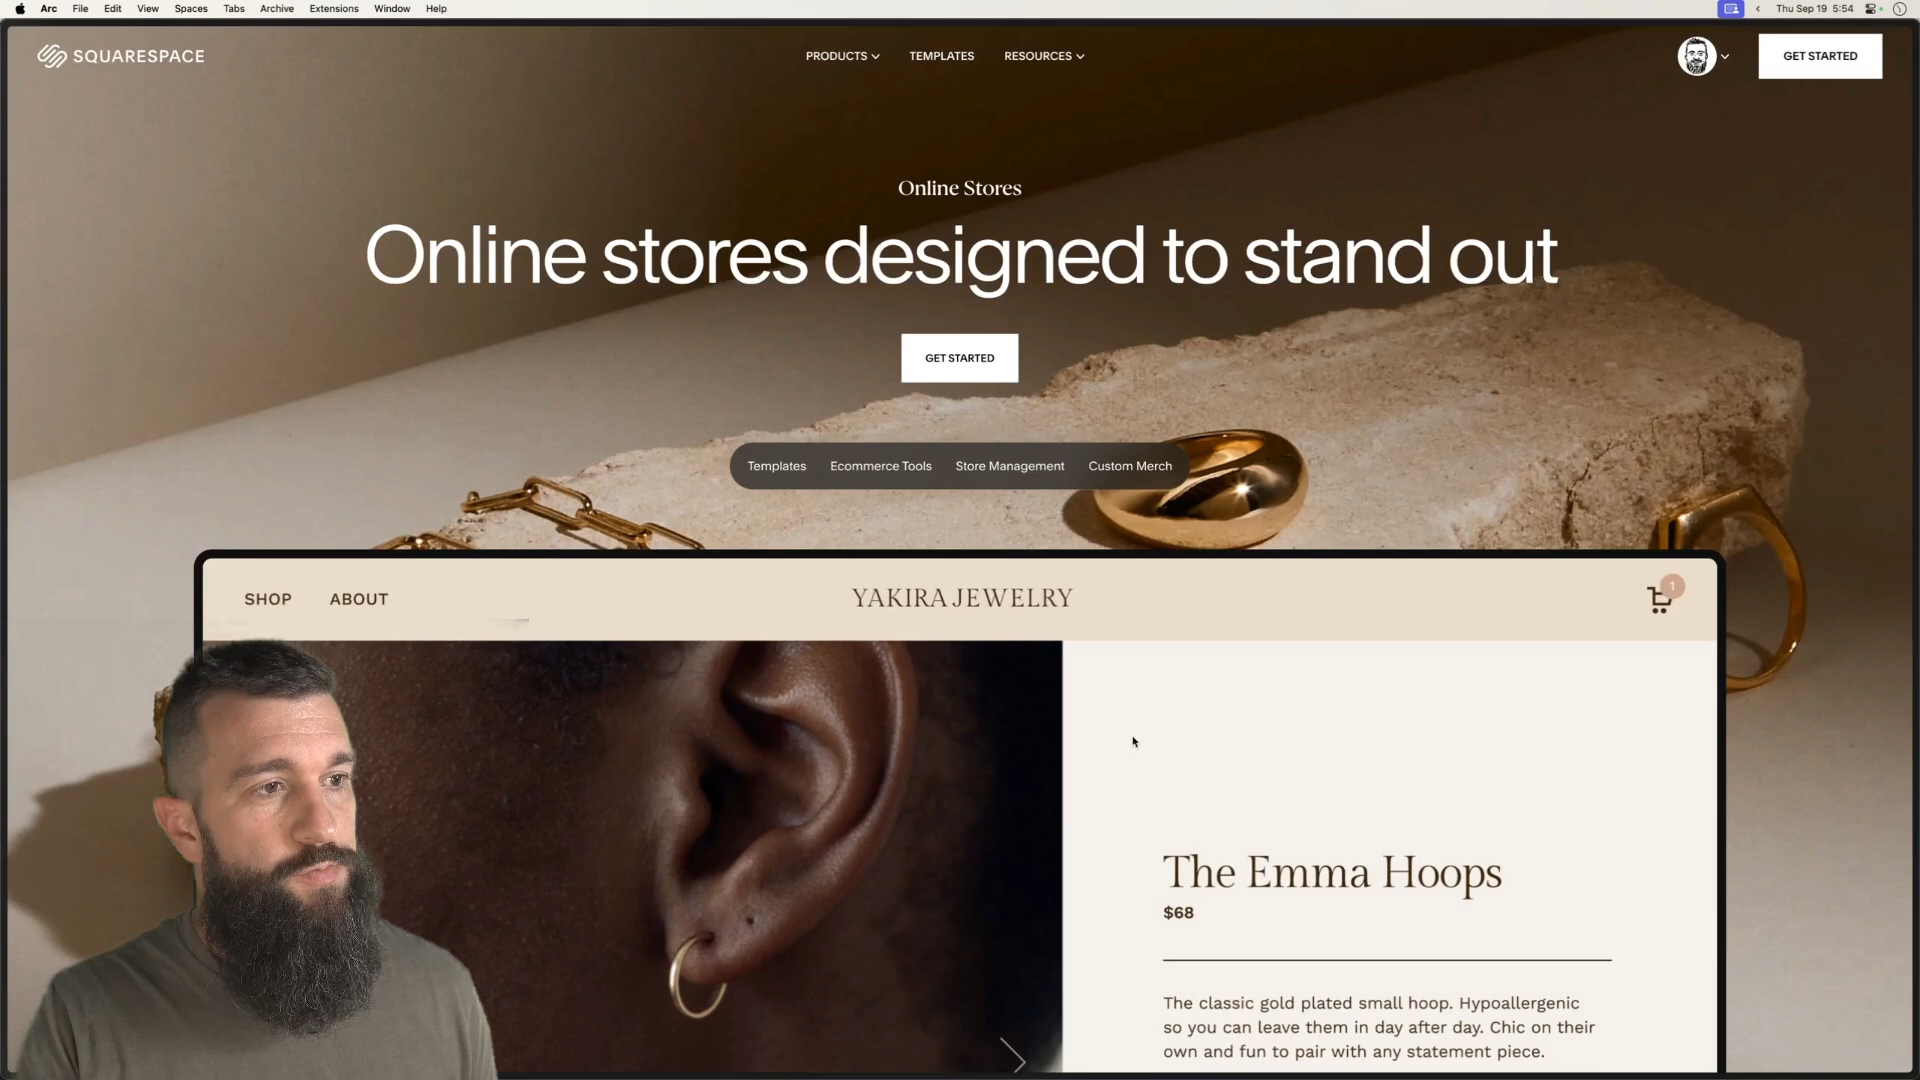 Arc File Edit View Spaces Tabs Archive Extensions Window Help
Thu Sep 19 5:54
SQUARESPACE
PRODUCTS
TEMPLATES
RESOURCES
GET STARTED
Online Stores
Online stores designed to stand out
GET STARTED
Templates
Ecommerce Tools
Store Management
Custom Merch
SHOP
ABOUT
YAKIRA JEWELRY
1
The Emma Hoops
$68
The classic gold plated small hoop. Hypoallergenic
so you can leave them in day after day. Chic on their
own and fun to pair with any statement piece.